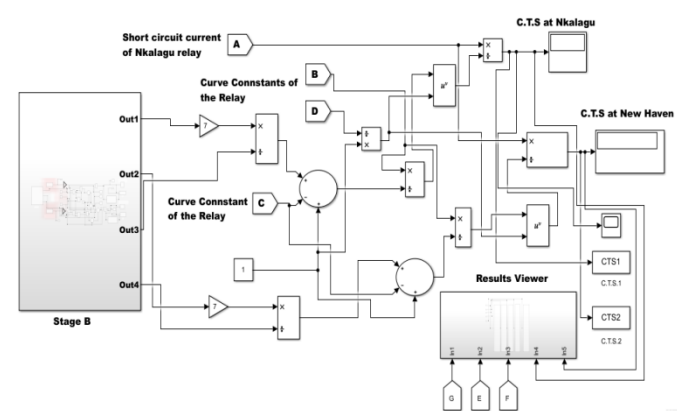 C.T.S at Nkalagu
Short circuit current
of Nkalagu relay
A
B
Curve Connstants of
the Relay
D
u^v
C.T.S at New Haven
Out1
7
Out2
Out3
Out4
Curve Connstant
of the Relay
C
u^v
1
7
Stage B
Results Viewer
CTS1
C.T.S.1
CTS2
C.T.S.2
In1
In2
In3
In4
In5
G
E
F